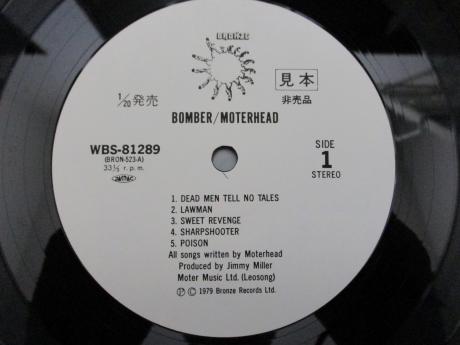 BRONZE
1/20発売
見本
非売品
BOMBER/MOTERHEAD
WBS-81289
(BRON-523-A)
33⅓ r.p.m.
SIDE
1
STEREO
1. DEAD MEN TELL NO TALES
2. LAWMAN
3. SWEET REVENGE
4. SHARPSHOOTER
5. POISON
All songs written by Moterhead
Produced by Jimmy Miller
Moter Music Ltd. (Leosong)
Ⓟ © 1979 Bronze Records Ltd.